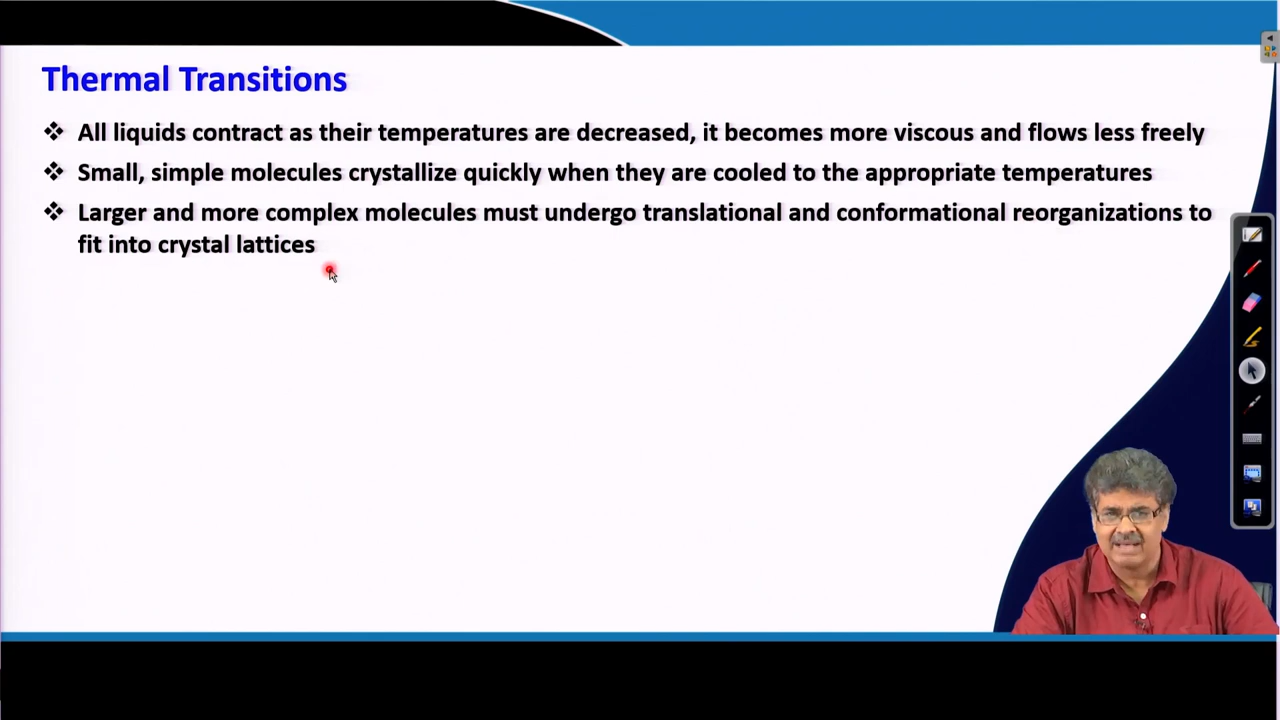 Thermal Transitions
❖ All liquids contract as their temperatures are decreased, it becomes more viscous and flows less freely
❖ Small, simple molecules crystallize quickly when they are cooled to the appropriate temperatures
❖ Larger and more complex molecules must undergo translational and conformational reorganizations to
fit into crystal lattices